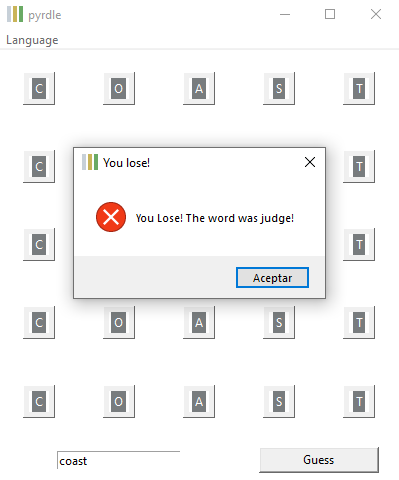 pyrdle
Language
C O A S T
C T
You lose!
You Lose! The word was judge!
C T
Aceptar
C O A S T
C O A S T
coast
Guess